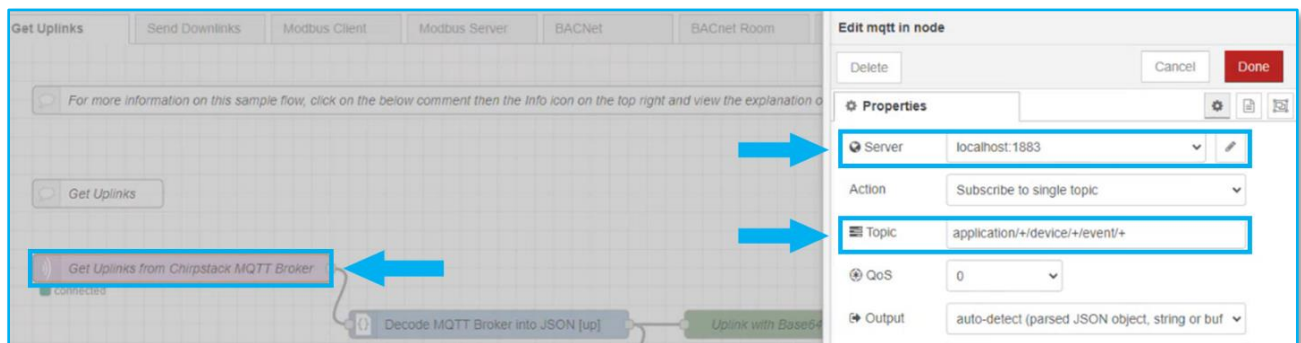 Get Uplinks
Send Downlinks
Modbus Client
Modbus Server
BACNet
BACnet Room
For more information on this sample flow, click on the below comment then the Info icon on the top right and view the explanation o
Get Uplinks
Get Uplinks from Chirpstack MQTT Broker
connected
Decode MQTT Broker into JSON [up]
Uplink with Base64
Edit mqtt in node
Delete
Cancel
Done
Properties
Server
localhost:1883
Action
Subscribe to single topic
Topic
application/+/device/+/event/+
QoS
0
Output
auto-detect (parsed JSON object, string or buf